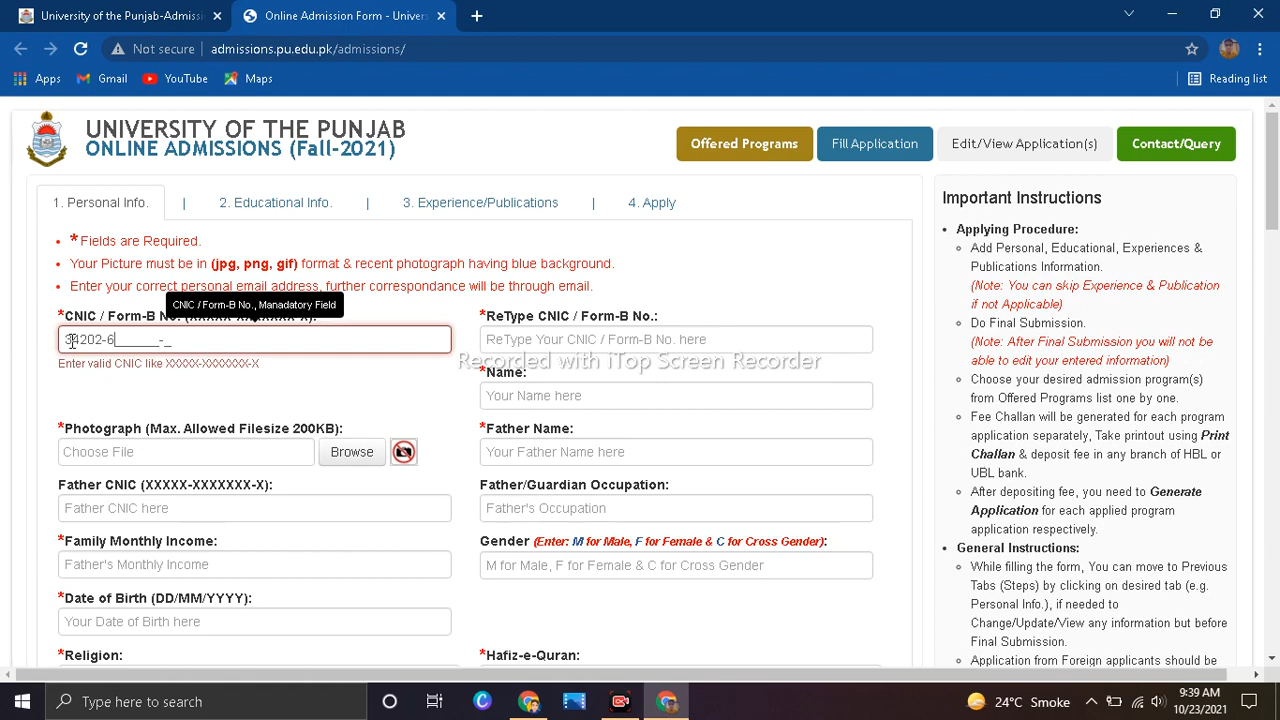 University of the Punjab-Admissi
Online Admission Form - Univers
Not secure
admissions.pu.edu.pk/admissions/
Apps
Gmail
YouTube
Maps
Reading list
UNIVERSITY OF THE PUNJAB
ONLINE ADMISSIONS (Fall-2021)
Offered Programs
Fill Application
Edit/View Application(s)
Contact/Query
1. Personal Info. | 2. Educational Info. | 3. Experience/Publications | 4. Apply
* Fields are Required.
Your Picture must be in (jpg, png, gif) format & recent photograph having blue background.
Enter your correct personal email address, further correspondance will be through email.
CNIC / Form-B No., Manadatory Field
*CNIC / Form-B No. (XXXXX-XXXXXXX-X):
34202-6______-_
Enter valid CNIC like XXXXX-XXXXXXX-X
*ReType CNIC / Form-B No.:
ReType Your CNIC / Form-B No. here
Recorded with iTop Screen Recorder
*Name:
Your Name here
*Photograph (Max. Allowed Filesize 200KB):
Choose File
Browse
*Father Name:
Your Father Name here
Father CNIC (XXXXX-XXXXXXX-X):
Father CNIC here
Father/Guardian Occupation:
Father's Occupation
*Family Monthly Income:
Father's Monthly Income
Gender (Enter: M for Male, F for Female & C for Cross Gender):
M for Male, F for Female & C for Cross Gender
*Date of Birth (DD/MM/YYYY):
Your Date of Birth here
*Religion:
*Hafiz-e-Quran:
Important Instructions
Applying Procedure:
Add Personal, Educational, Experiences &
Publications Information.
(Note: You can skip Experience & Publication
if not Applicable)
Do Final Submission.
(Note: After Final Submission you will not be
able to edit your entered information)
Choose your desired admission program(s)
from Offered Programs list one by one.
Fee Challan will be generated for each program
application separately, Take printout using Print
Challan & deposit fee in any branch of HBL or
UBL bank.
After depositing fee, you need to Generate
Application for each applied program
application respectively.
General Instructions:
While filling the form, You can move to Previous
Tabs (Steps) by clicking on desired tab (e.g.
Personal Info.), if needed to
Change/Update/View any information but before
Final Submission.
Application from Foreign applicants should be
Type here to search
24°C Smoke
9:39 AM
10/23/2021